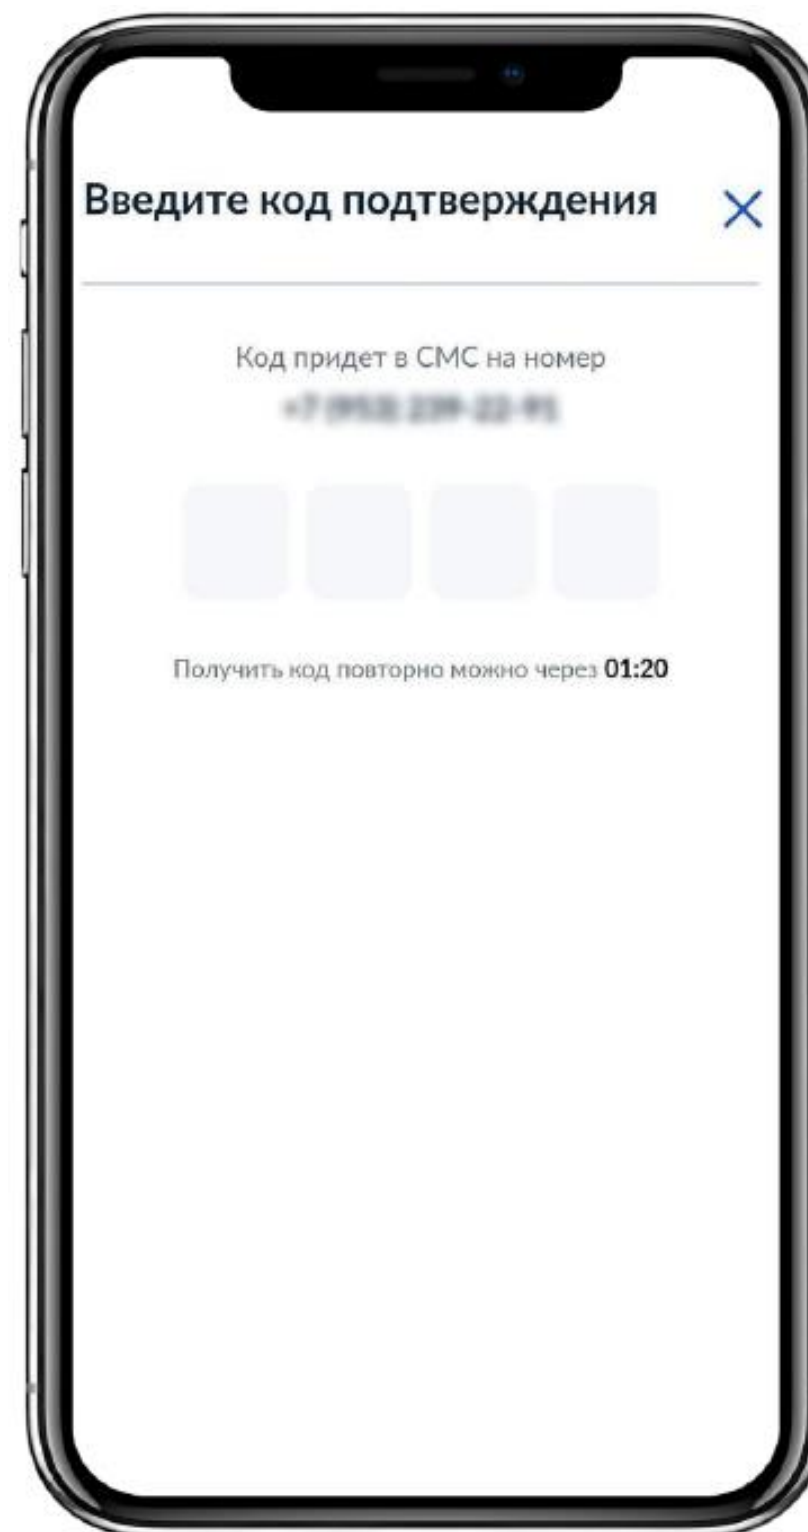 Введите код подтверждения
Код придет в СМС на номер
Получить код повторно можно через 01:20